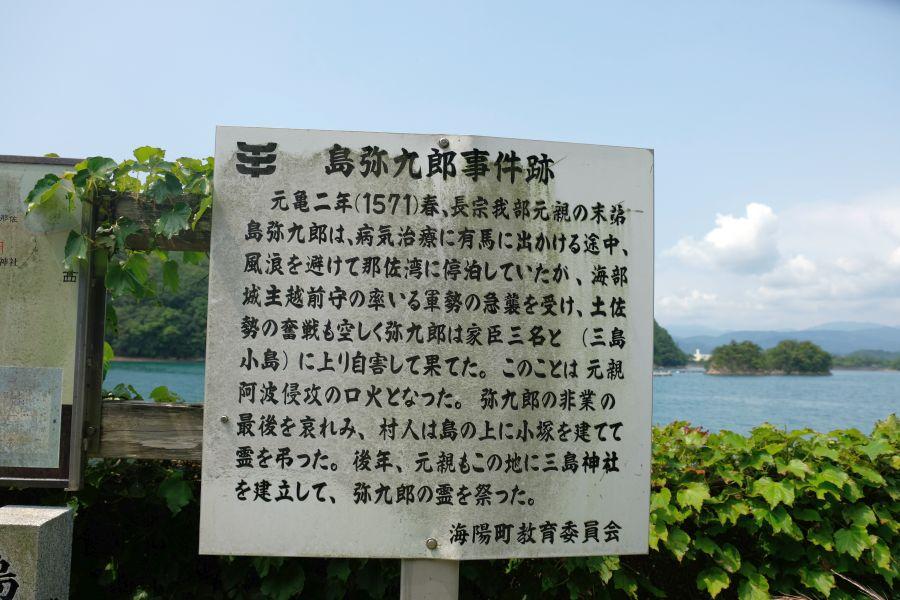 島弥九郎事件跡
元亀二年(1571)春、長宗我部元親の末弟
島弥九郎は、病気治療に有馬に出かける途中、
風浪を避けて那佐湾に停泊していたが、海部
城主越前守の率いる軍勢の急襲を受け、土佐
勢の奮戦も空しく弥九郎は家臣三名と（三島
小島）に上り自害して果てた。このことは元親
阿波侵攻の口火となった。弥九郎の非業の
最後を哀れみ、村人は島の上に小塚を建てて
霊を弔った。後年、元親もこの地に三島神社
を建立して、弥九郎の霊を祭った。
海陽町教育委員会
那佐
神社
西